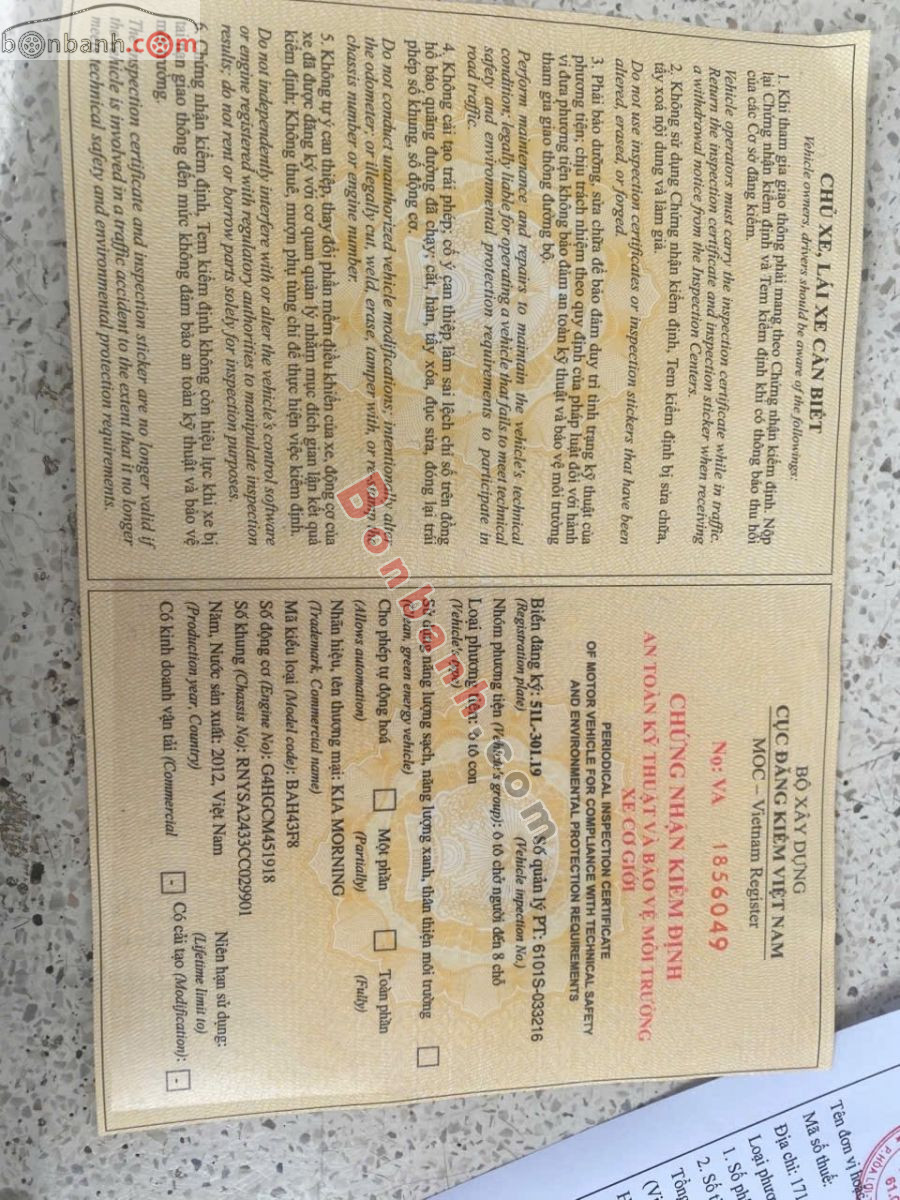 bonbanh.com
CHỦ XE, LÁI XE CẦN BIẾT
Vehicle owners, drivers should be aware of the followings:
1. Khi tham gia giao thông phải mang theo Chứng nhận kiểm định. Nộp
lại Chứng nhận kiểm định và Tem kiểm định khi có thông báo thu hồi
của các Cơ sở đăng kiểm.
Vehicle operators must carry the inspection certificate while in traffic.
Return the inspection certificate and inspection sticker when receiving
a withdrawal notice from the Inspection Centers.
2. Không sử dụng Chứng nhận kiểm định, Tem kiểm định bị sửa chữa,
tẩy xoá nội dung và làm giả.
Do not use inspection certificates or inspection stickers that have been
altered, erased, or forged.
3. Phải bảo dưỡng, sửa chữa để bảo đảm duy trì tình trạng kỹ thuật của
phương tiện; chịu trách nhiệm theo quy định của pháp luật đối với hành
vi đưa phương tiện không bảo đảm an toàn kỹ thuật và bảo vệ môi trường
tham gia giao thông đường bộ.
Perform maintenance and repairs to maintain the vehicle's technical
condition; legally liable for operating a vehicle that fails to meet technical
safety and environmental protection requirements to participate in
road traffic.
4. Không cải tạo trái phép; cố ý can thiệp làm sai lệch chỉ số trên đồng
hồ báo quãng đường đã chạy; cắt, hàn, tẩy xóa, đục sửa, đóng lại trái
phép số khung, số động cơ.
Do not conduct unauthorized vehicle modifications; intentionally alter
the odometer; or illegally cut, weld, erase, tamper with, or restamp the
chassis number or engine number.
5. Không tự ý can thiệp, thay đổi phần mềm điều khiển của xe, động cơ của
xe đã được đăng ký với cơ quan quản lý nhằm mục đích gian lận kết quả
kiểm định; Không thuê, mượn phụ tùng chỉ để thực hiện việc kiểm định.
Do not independently interfere with or alter the vehicle's control software
or engine registered with regulatory authorities to manipulate inspection
results; do not rent or borrow parts solely for inspection purposes.
6. Chứng nhận kiểm định, Tem kiểm định không còn hiệu lực khi xe bị
tai nạn giao thông đến mức không đảm bảo an toàn kỹ thuật và bảo vệ
môi trường.
The inspection certificate and inspection sticker are no longer valid if
the vehicle is involved in a traffic accident to the extent that it no longer
meets technical safety and environmental protection requirements.
BỘ XÂY DỰNG
CỤC ĐĂNG KIỂM VIỆT NAM
MOC – Vietnam Register
No: VA 1856049
CHỨNG NHẬN KIỂM ĐỊNH
AN TOÀN KỸ THUẬT VÀ BẢO VỆ MÔI TRƯỜNG
XE CƠ GIỚI
PERIODICAL INSPECTION CERTIFICATE
OF MOTOR VEHICLE FOR COMPLIANCE WITH TECHNICAL SAFETY
AND ENVIRONMENTAL PROTECTION REQUIREMENTS
Biển đăng ký: 51L-301.19 Số quản lý PT: 6101S-033216
(Registration plate) (Vehicle inpection No)
Nhóm phương tiện (Vehicle's group): ô tô chở người đến 8 chỗ
Loại phương tiện: ô tô con
(Vehicle's type)
Sử dụng năng lượng sạch, năng lượng xanh, thân thiện môi trường
(Clean, green energy vehicle)
Cho phép tự động hoá Một phần Toàn phần
(Allows automation) (Partially) (Fully)
Nhãn hiệu, tên thương mại: KIA MORNING
(Trademark, Commercial name)
Mã kiểu loại (Model code): BAH43F8
Số động cơ (Engine No): G4HGCM451918
Số khung (Chassis No): RNYSA2433CC029901
Năm, Nước sản xuất: 2012, Việt Nam Niên hạn sử dụng:
(Production year, Country) (Lifetime limit to)
Có kinh doanh vận tải (Commercial - Có cải tạo (Modification): -
Bonbanh.com
Tên đơn vị hoặc
Mã số thuế:
Địa chỉ: 17
Loại phươ
1. Số ph
2. Số t
Tổng